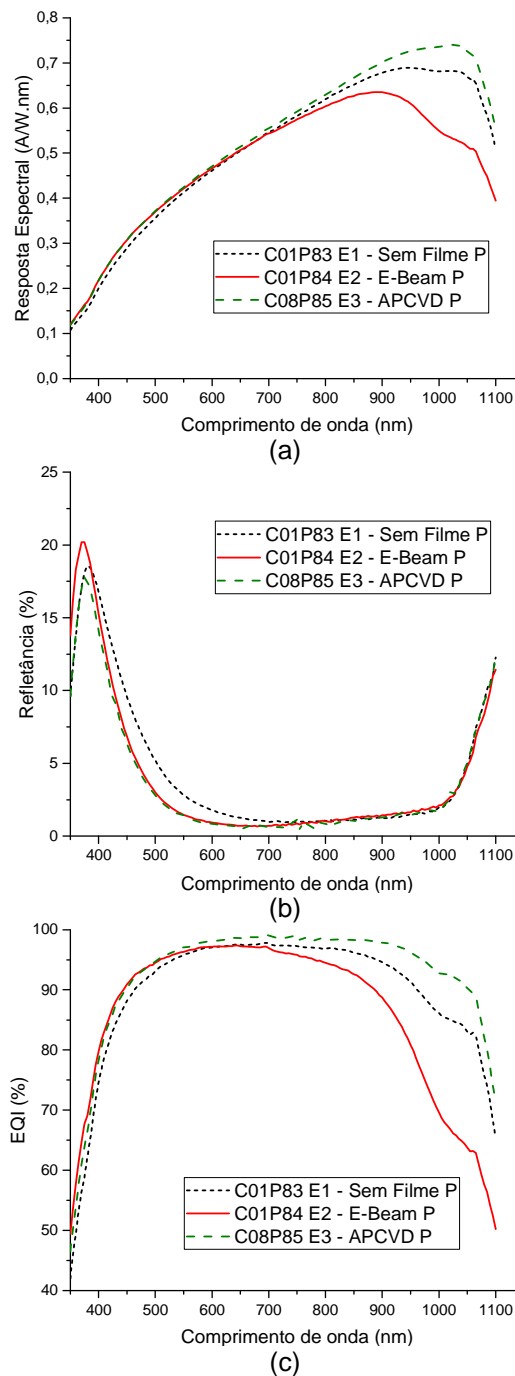 0,8
0,7
0,6
0,5
0,4
0,3
0,2
0,1
0,0
Resposta Espectral (A/W.nm)
C01P83 E1 - Sem Filme P
C01P84 E2 - E-Beam P
C08P85 E3 - APCVD P
400 500 600 700 800 900 1000 1100
Comprimento de onda (nm)
(a)
25
20
15
10
5
0
Refletância (%)
C01P83 E1 - Sem Filme P
C01P84 E2 - E-Beam P
C08P85 E3 - APCVD P
400 500 600 700 800 900 1000 1100
Comprimento de onda (nm)
(b)
100
90
80
70
60
50
40
EQI (%)
C01P83 E1 - Sem Filme P
C01P84 E2 - E-Beam P
C08P85 E3 - APCVD P
400 500 600 700 800 900 1000 1100
Comprimento de onda (nm)
(c)